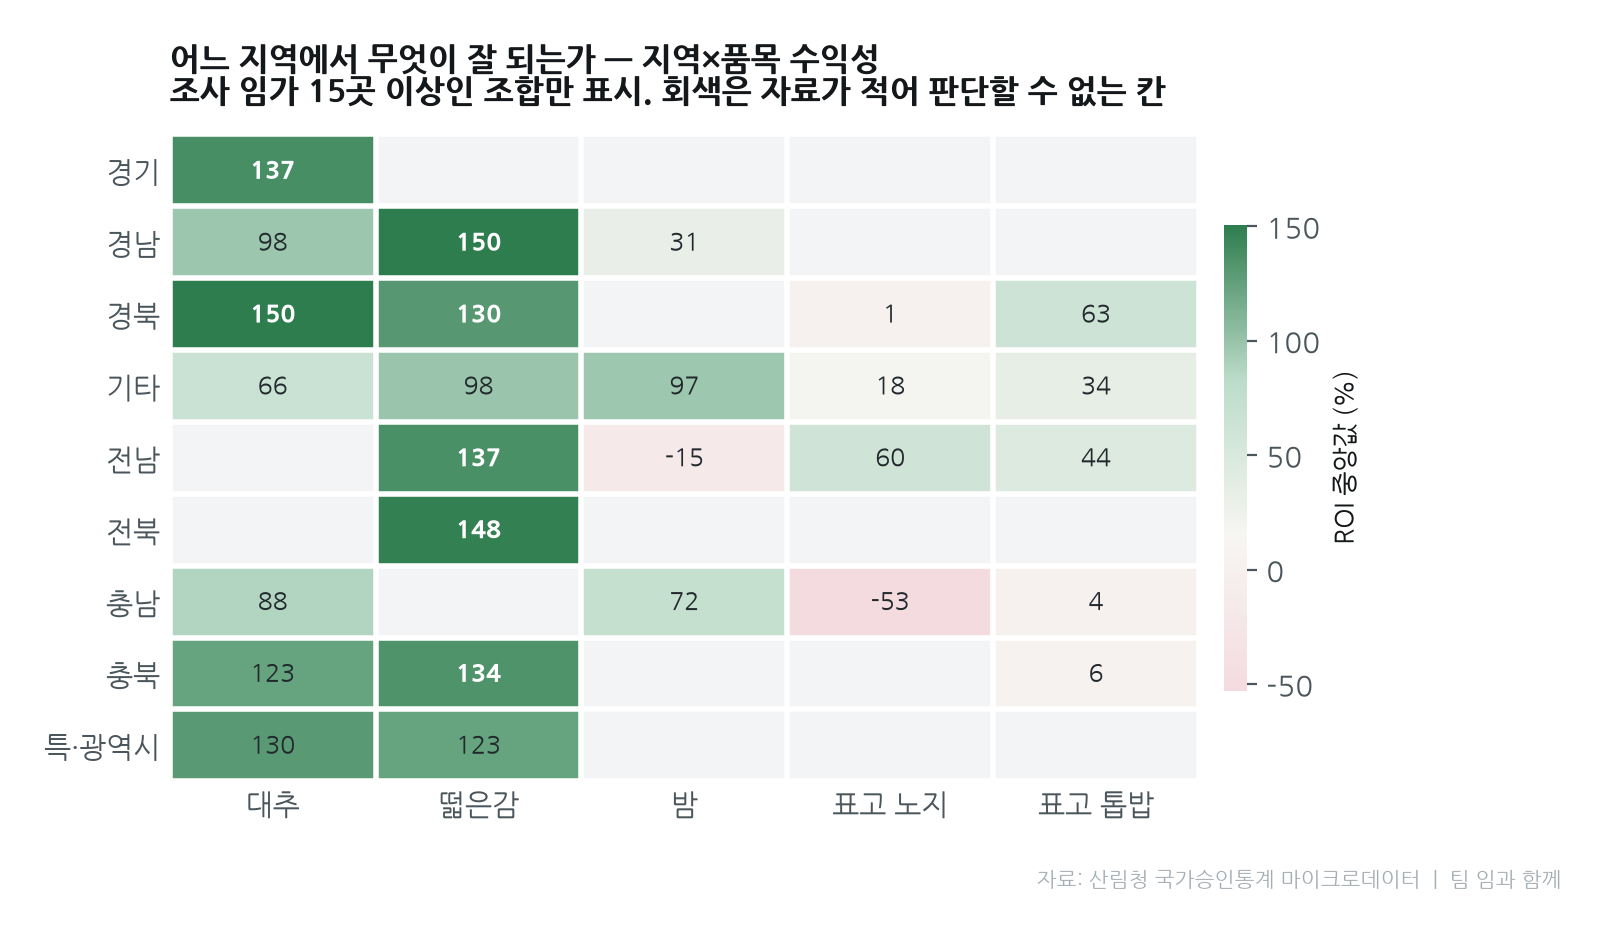 어느 지역에서 무엇이 잘 되는가 — 지역×품목 수익성
조사 임가 15곳 이상인 조합만 표시. 회색은 자료가 적어 판단할 수 없는 칸
경기 137
경남 98 150 31
경북 150 130 1 63
기타 66 98 97 18 34
전남 137 -15 60 44
전북 148
충남 88 72 -53 4
충북 123 134 6
특·광역시 130 123
대추 떫은감 밤 표고 노지 표고 톱밥
150
100
50
0
-50
ROI 중앙값 (%)
자료: 산림청 국가승인통계 마이크로데이터 | 팀 임과 함께